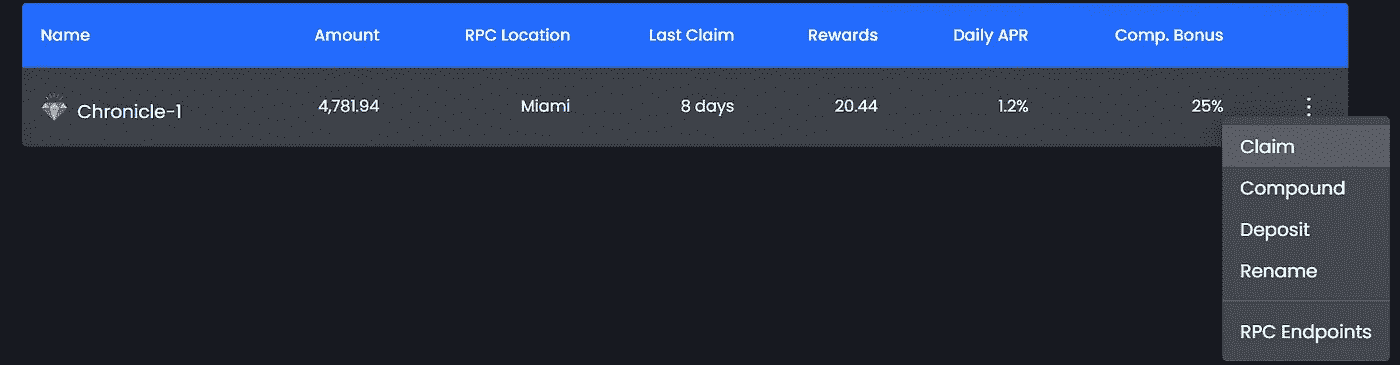 Name Amount RPC Location Last Claim Rewards Daily APR Comp. Bonus
Chronicle-1 4,781.94 Miami 8 days 20.44 1.2% 25%
Claim
Compound
Deposit
Rename
RPC Endpoints